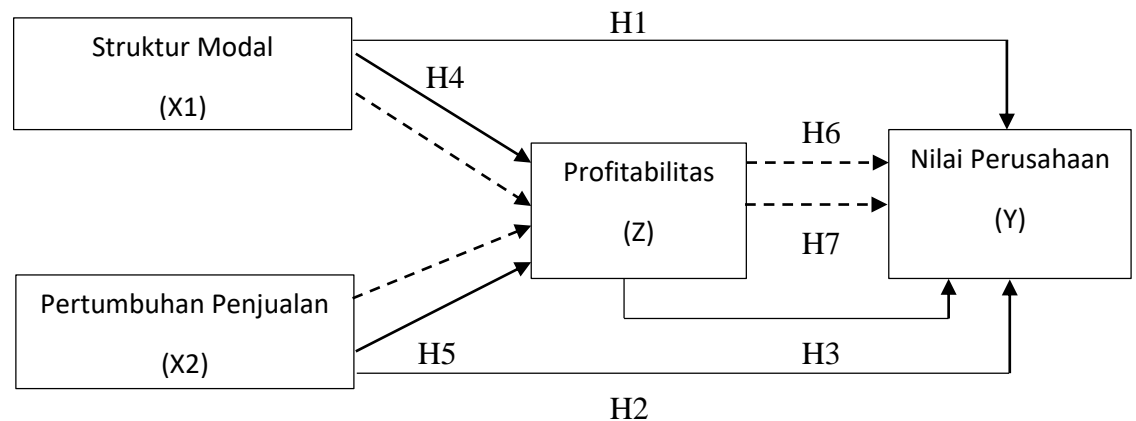 H1
Struktur Modal
(X1)
H4
H6
Profitabilitas
(Z)
Nilai Perusahaan
(Y)
H7
Pertumbuhan Penjualan
(X2)
H5
H3
H2